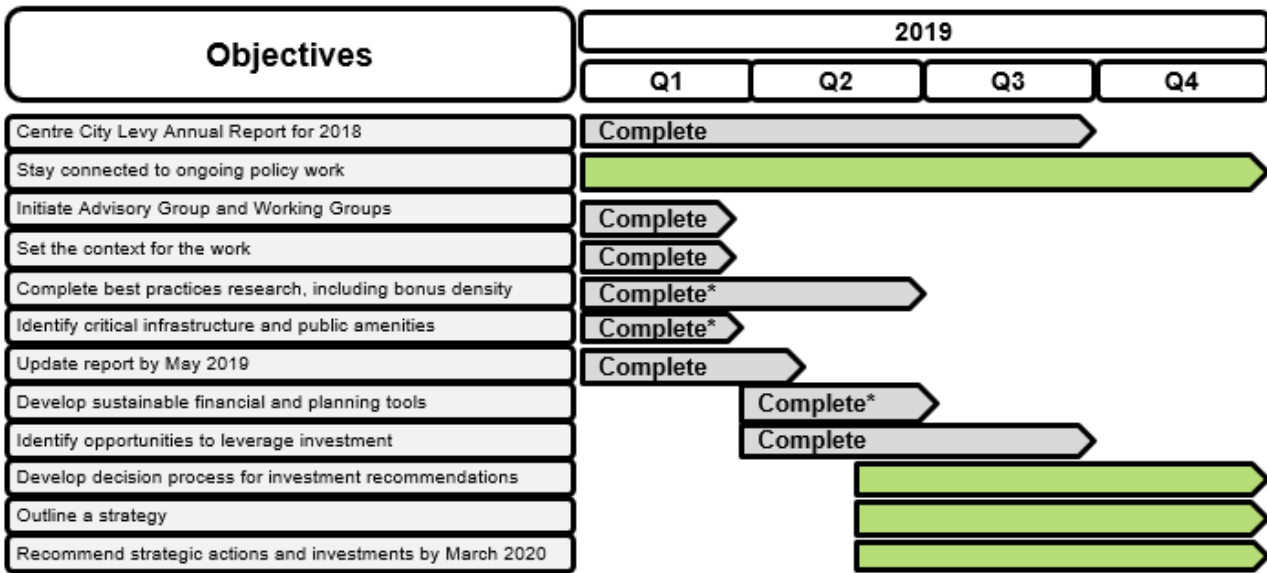 Objectives
2019
Q1 Q2 Q3 Q4
Centre City Levy Annual Report for 2018 Complete
Stay connected to ongoing policy work
Initiate Advisory Group and Working Groups Complete
Set the context for the work Complete
Complete best practices research, including bonus density Complete*
Identify critical infrastructure and public amenities Complete*
Update report by May 2019 Complete
Develop sustainable financial and planning tools Complete*
Identify opportunities to leverage investment Complete
Develop decision process for investment recommendations
Outline a strategy
Recommend strategic actions and investments by March 2020